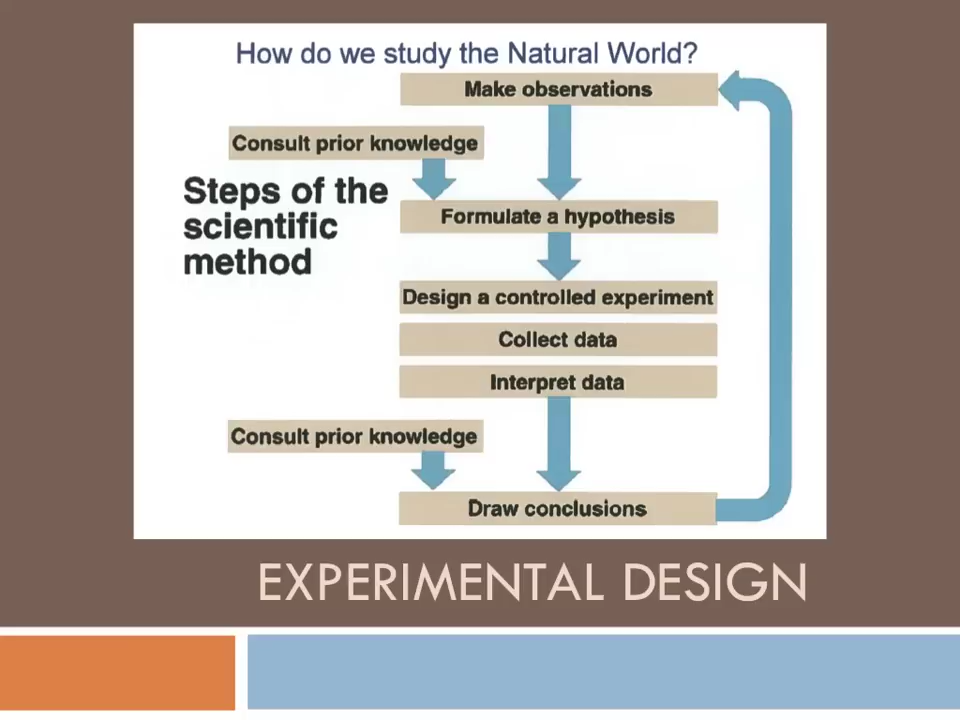 How do we study the Natural World?
Make observations
Consult prior knowledge
Steps of the
scientific
method
Formulate a hypothesis
Design a controlled experiment
Collect data
Interpret data
Consult prior knowledge
Draw conclusions
EXPERIMENTAL DESIGN